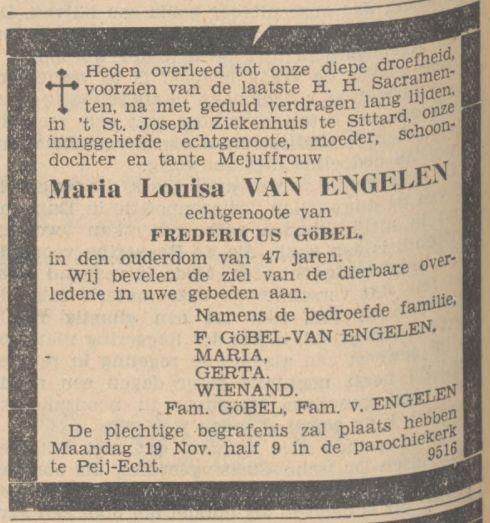 Heden overleed tot onze diepe droefheid,
voorzien van de laatste H. H. Sacramen-
ten, na met geduld verdragen lang lijden,
in 't St. Joseph Ziekenhuis te Sittard, onze
inniggeliefde echtgenoote, moeder, schoon-
dochter en tante Mejuffrouw
Maria Louisa VAN ENGELEN
echtgenoote van
FREDERICUS GöBEL.
in den ouderdom van 47 jaren.
Wij bevelen de ziel van de dierbare over-
ledene in uwe gebeden aan.
Namens de bedroefde familie,
F. GöBEL-VAN ENGELEN.
MARIA,
GERTA.
WIENAND.
Fam. GöBEL, Fam. v. ENGELEN
De plechtige begrafenis zal plaats hebben
Maandag 19 Nov. half 9 in de parochiekerk
te Peij-Echt. 9516